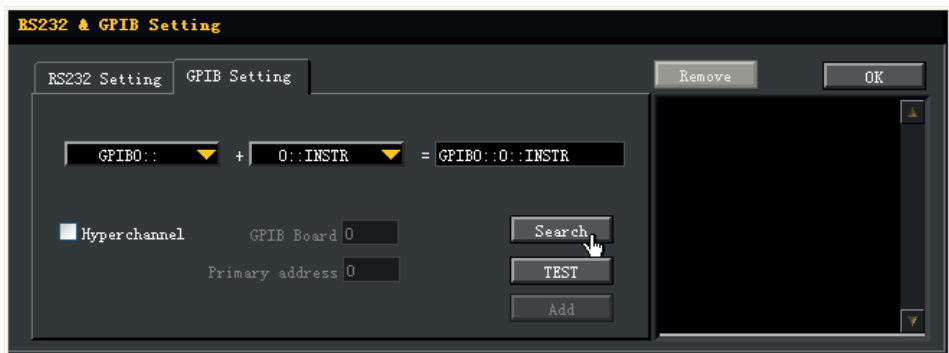 RS232 & GPIB Setting
RS232 Setting GPIB Setting Remove OK
GPIB0:: + 0::INSTR = GPIB0::0::INSTR
Hyperchannel GPIB Board 0 Search
Primary address 0 TEST
Add